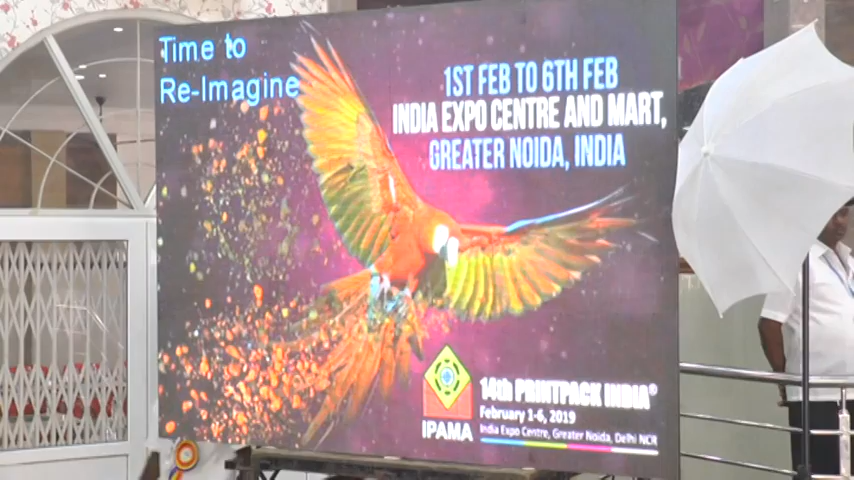 Time to
Re-Imagine
1ST FEB TO 6TH FEB
INDIA EXPO CENTRE AND MART,
GREATER NOIDA, INDIA
IPAMA
14th PRINTPACK INDIA®
February 1-6, 2019
India Expo Centre, Greater Noida, Delhi NCR